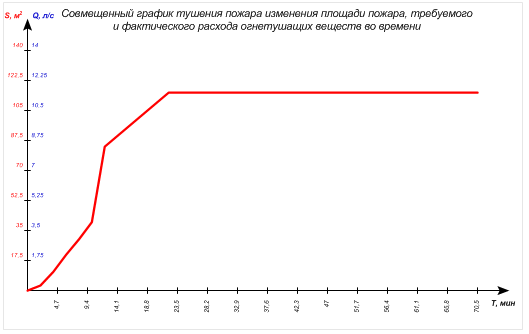 Совмещенный график тушения пожара изменения площади пожара, требуемого
и фактического расхода огнетушащих веществ во времени
S, м² Q, л/с
140 14
122.5 12,25
105 10,5
87.5 8,75
70 7
52.5 5,25
35 3,5
17.5 1,75
4.7 9.4 14.1 18.8 23.5 28.2 32.9 37.6 42.3 47 51.7 56.4 61.1 65.8 70.5
T, мин